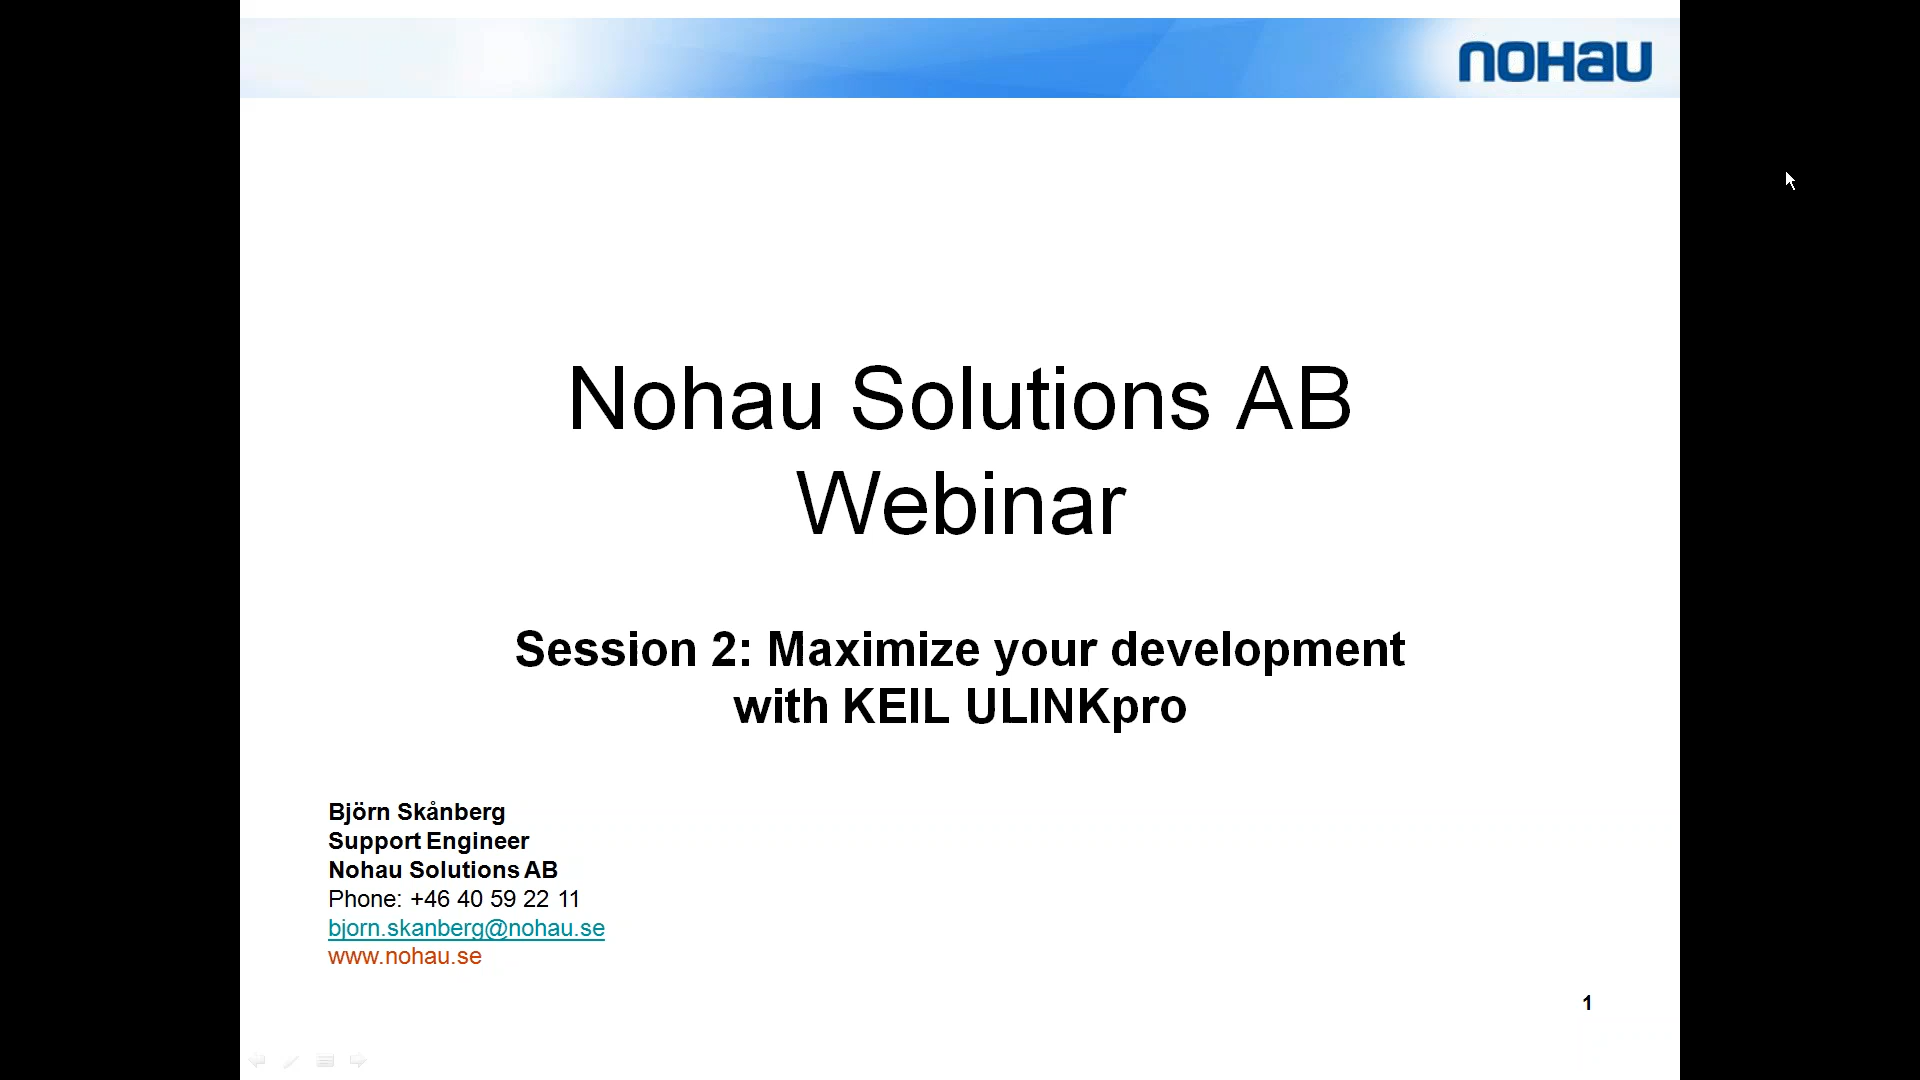 noHau
Nohau Solutions AB
Webinar
Session 2: Maximize your development
with KEIL ULINKpro
Björn Skånberg
Support Engineer
Nohau Solutions AB
Phone: +46 40 59 22 11
bjorn.skanberg@nohau.se
www.nohau.se
1